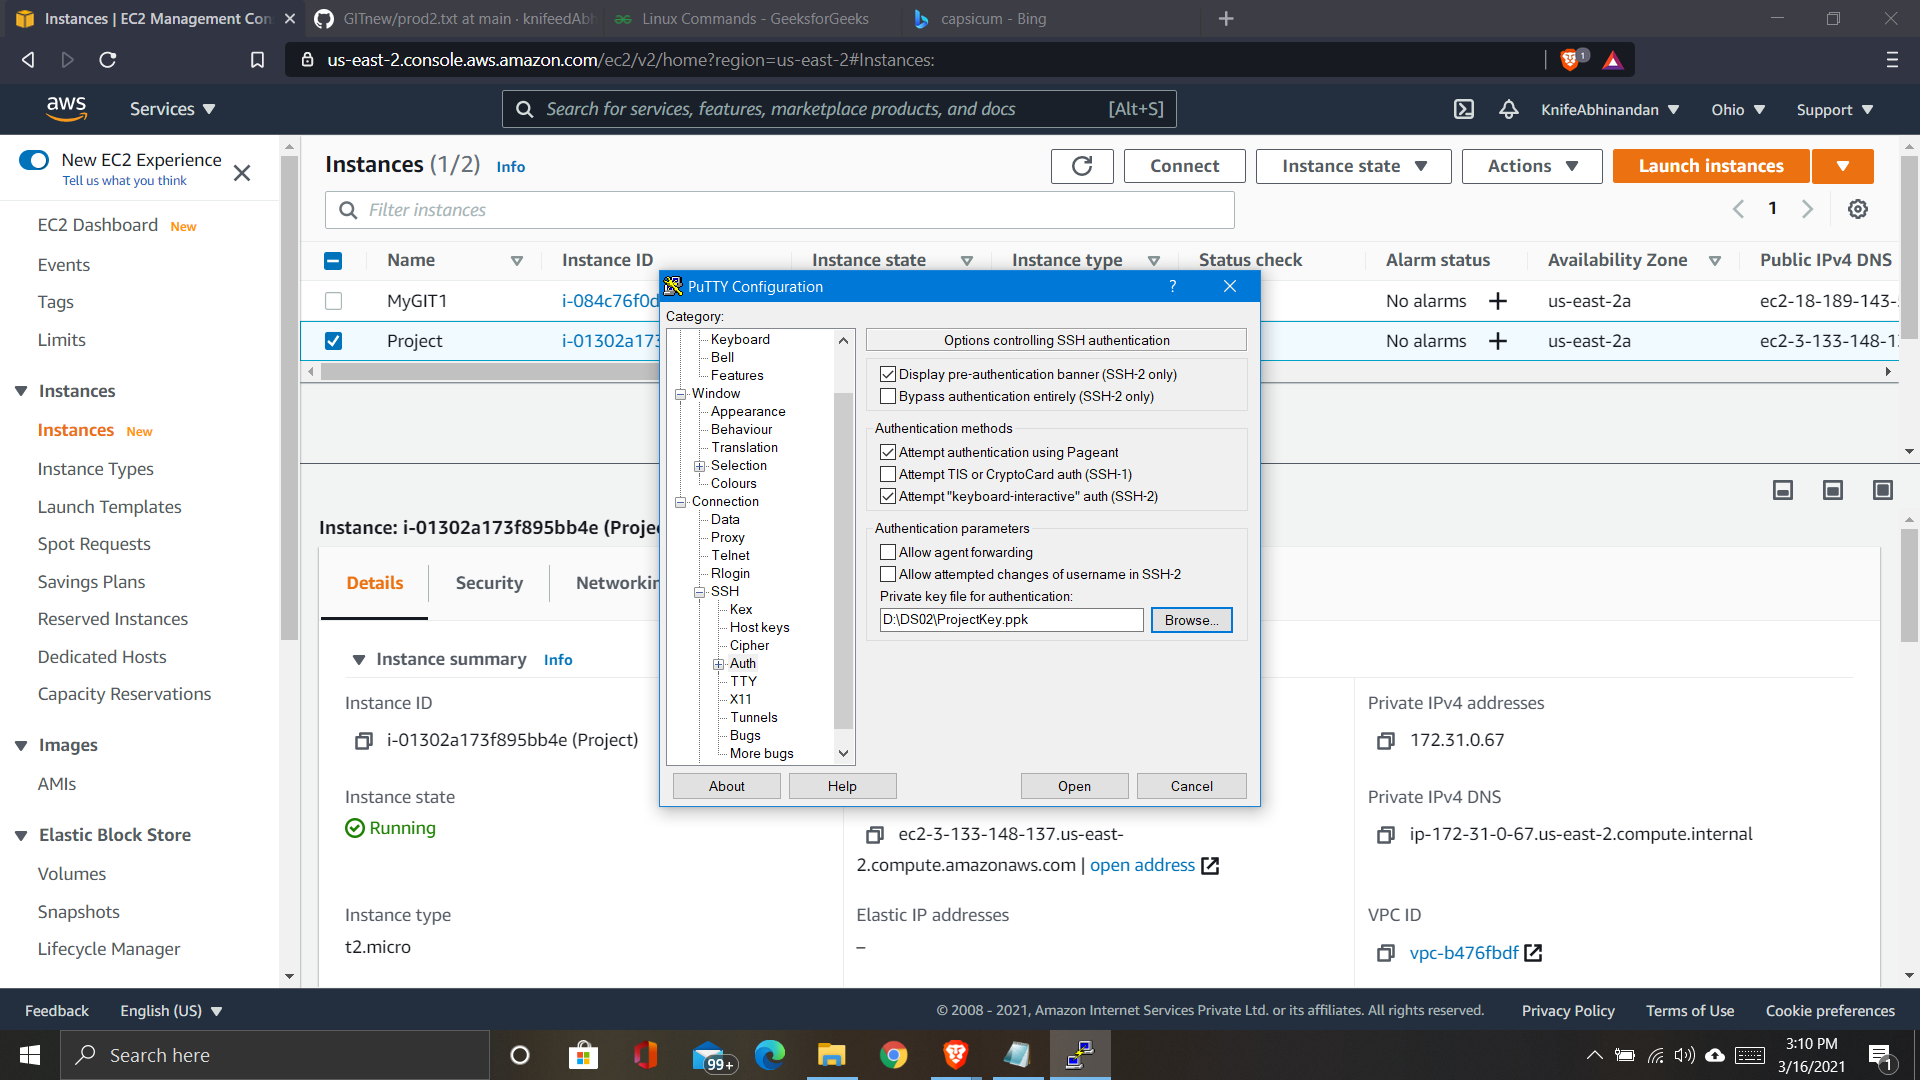 Instances | EC2 Management Con
GITnew/prod2.txt at main · knifeedAbh
Linux Commands - GeeksforGeeks
capsicum - Bing
us-east-2.console.aws.amazon.com/ec2/v2/home?region=us-east-2#Instances:
1
aws
Services
Search for services, features, marketplace products, and docs
[Alt+S]
KnifeAbhinandan
Ohio
Support
New EC2 Experience
Tell us what you think
EC2 Dashboard New
Events
Tags
Limits
Instances
Instances New
Instance Types
Launch Templates
Spot Requests
Savings Plans
Reserved Instances
Dedicated Hosts
Capacity Reservations
Images
AMIs
Elastic Block Store
Volumes
Snapshots
Lifecycle Manager
Instances (1/2) Info
Connect
Instance state
Actions
Launch instances
Filter instances
1
Name
Instance ID
Instance state
Instance type
Status check
Alarm status
Availability Zone
Public IPv4 DNS
MyGIT1
i-084c76f0d
No alarms
us-east-2a
ec2-18-189-143-
Project
i-01302a173
No alarms
us-east-2a
ec2-3-133-148-1
Instance: i-01302a173f895bb4e (Projec
Details
Security
Networkin
Instance summary Info
Instance ID
i-01302a173f895bb4e (Project)
Instance state
Running
Instance type
t2.micro
ec2-3-133-148-137.us-east-
2.compute.amazonaws.com | open address
Elastic IP addresses
–
Private IPv4 addresses
172.31.0.67
Private IPv4 DNS
ip-172-31-0-67.us-east-2.compute.internal
VPC ID
vpc-b476fbdf
PuTTY Configuration
?
Category:
Keyboard
Bell
Features
Window
Appearance
Behaviour
Translation
Selection
Colours
Connection
Data
Proxy
Telnet
Rlogin
SSH
Kex
Host keys
Cipher
Auth
TTY
X11
Tunnels
Bugs
More bugs
Options controlling SSH authentication
Display pre-authentication banner (SSH-2 only)
Bypass authentication entirely (SSH-2 only)
Authentication methods
Attempt authentication using Pageant
Attempt TIS or CryptoCard auth (SSH-1)
Attempt "keyboard-interactive" auth (SSH-2)
Authentication parameters
Allow agent forwarding
Allow attempted changes of username in SSH-2
Private key file for authentication:
D:\DS02\ProjectKey.ppk
Browse...
About
Help
Open
Cancel
Feedback
English (US)
© 2008 - 2021, Amazon Internet Services Private Ltd. or its affiliates. All rights reserved.
Privacy Policy
Terms of Use
Cookie preferences
Search here
99+
3:10 PM
3/16/2021
1